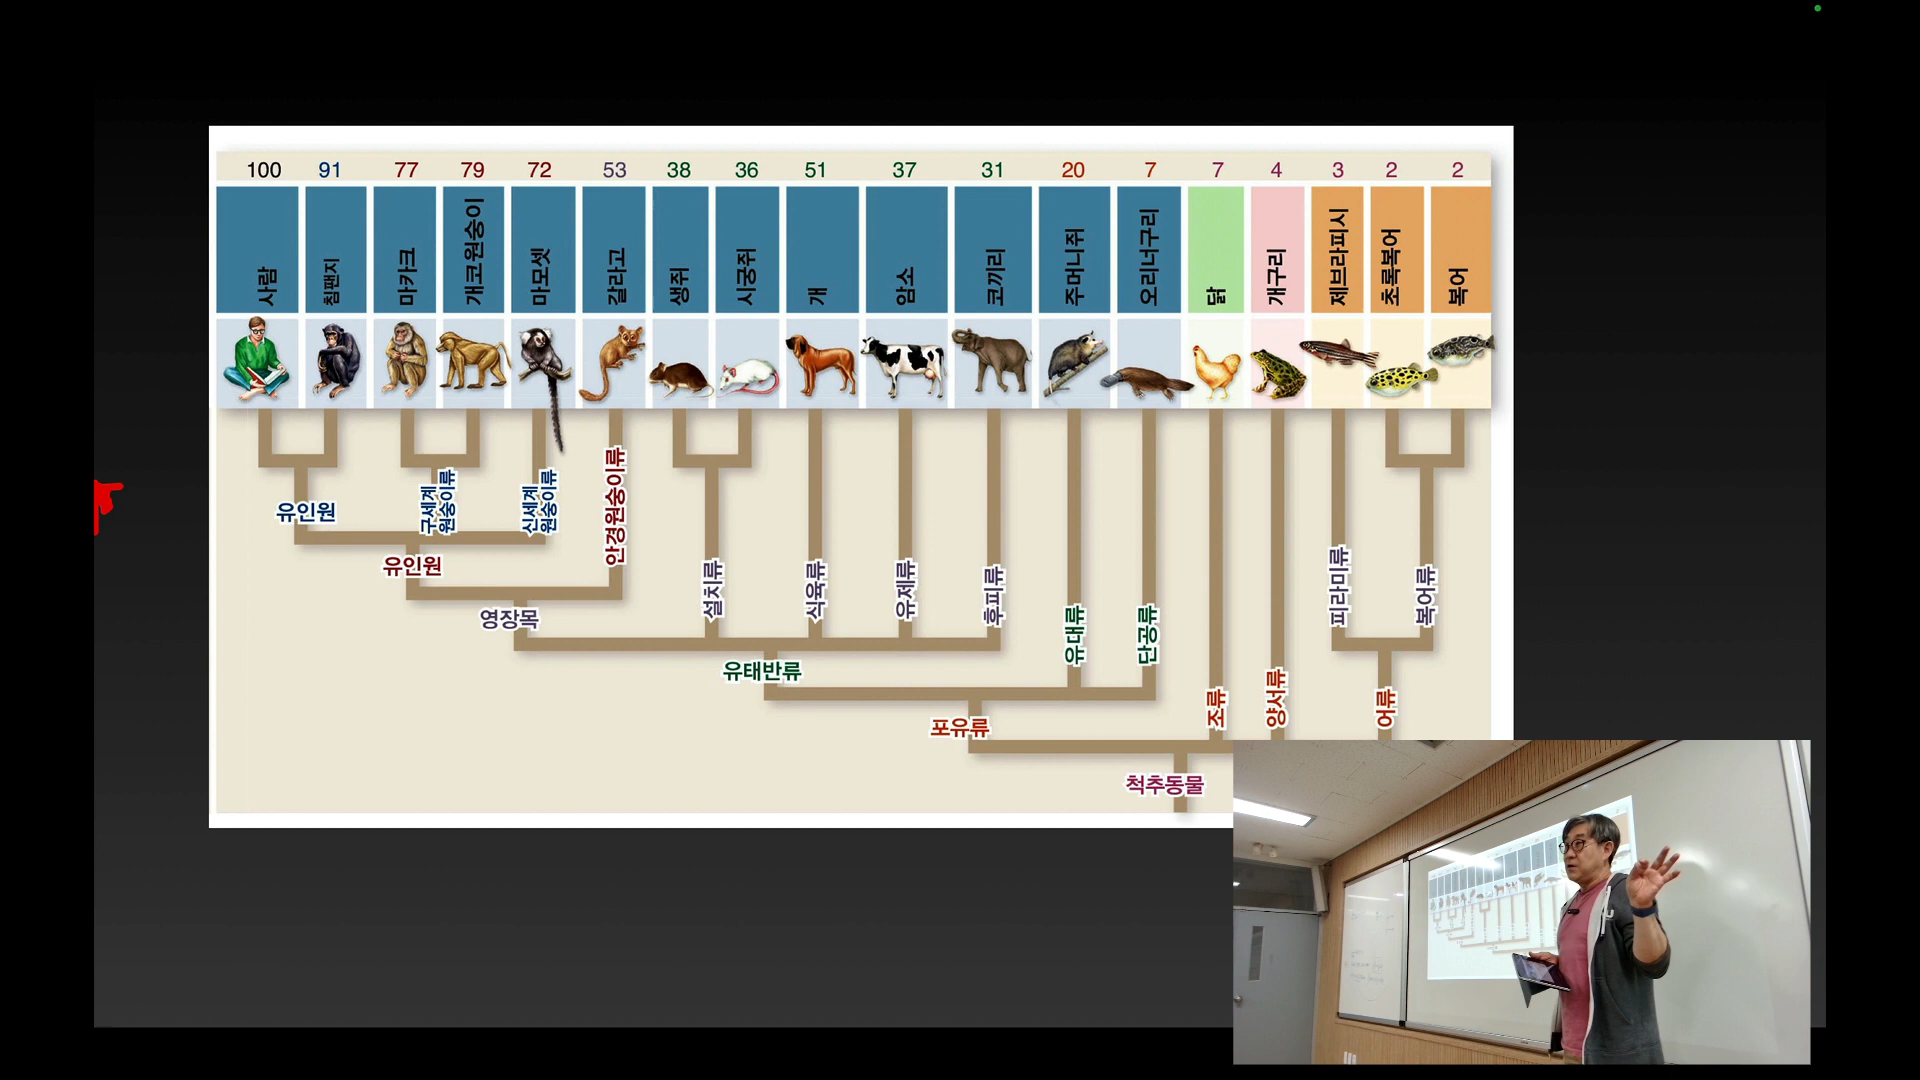 100 91 77 79 72 53 38 36 51 37 31 20 7 7 4 3 2 2
사람 침팬지 마카크 개코원숭이 마모셋 갈라고 생쥐 시궁쥐 개 암소 코끼리 주머니쥐 오리너구리 닭 개구리 제브라피시 초록복어 복어
유인원
구세계
원숭이류
신세계
원숭이류
안경원숭이류
유인원
영장목
설치류
식육류
유제류
후피류
유대류
단공류
피라미류
복어류
유태반류
조류
양서류
어류
포유류
척추동물